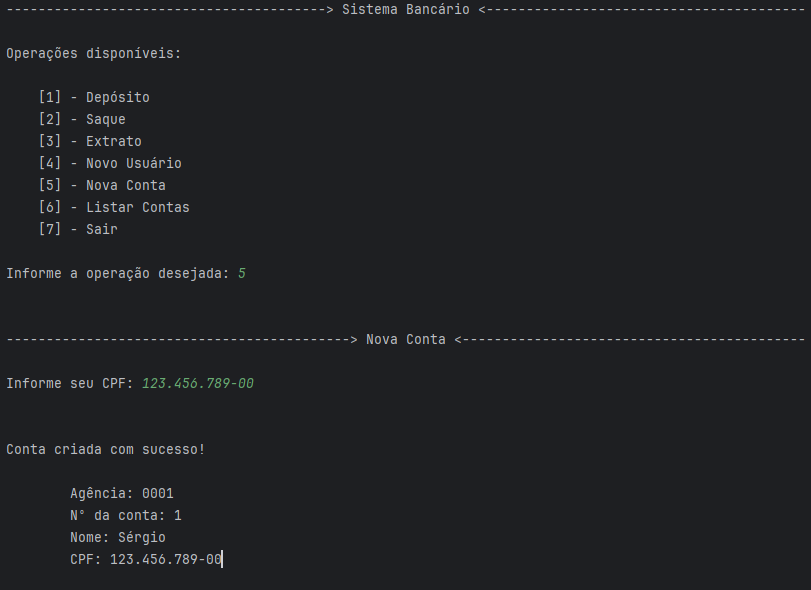 ----------------------------------------> Sistema Bancário <----------------------------------------
Operações disponíveis:
[1] - Depósito
[2] - Saque
[3] - Extrato
[4] - Novo Usuário
[5] - Nova Conta
[6] - Listar Contas
[7] - Sair
Informe a operação desejada: 5
-------------------------------------------> Nova Conta <-------------------------------------------
Informe seu CPF: 123.456.789-00
Conta criada com sucesso!
Agência: 0001
N° da conta: 1
Nome: Sérgio
CPF: 123.456.789-00